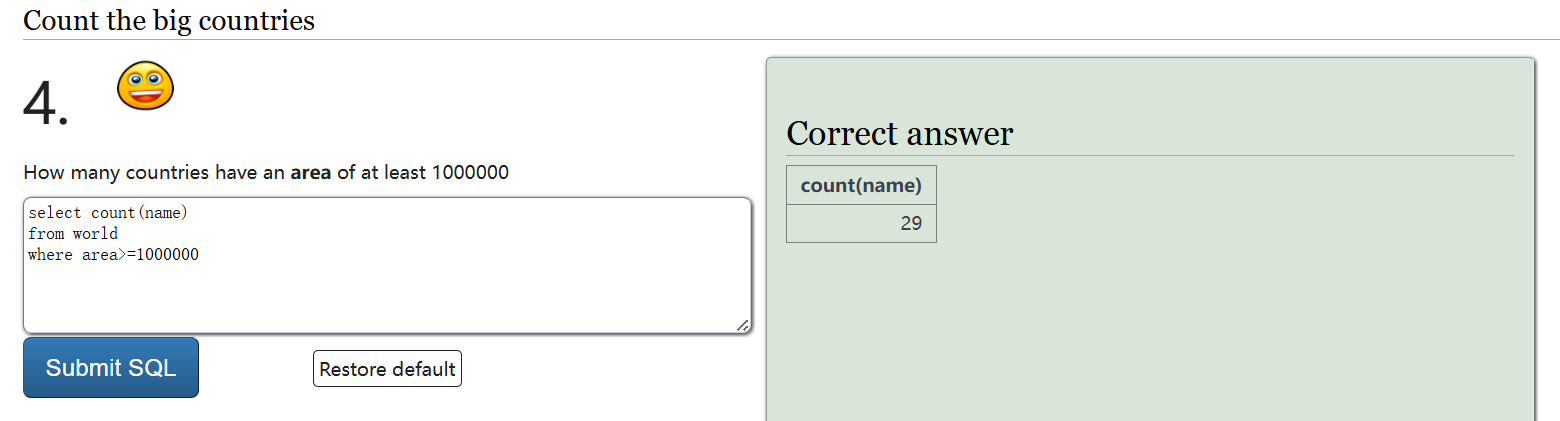 Count the big countries
4.
How many countries have an area of at least 1000000
select count(name)
from world
where area>=1000000
Submit SQL
Restore default
Correct answer
count(name)
29